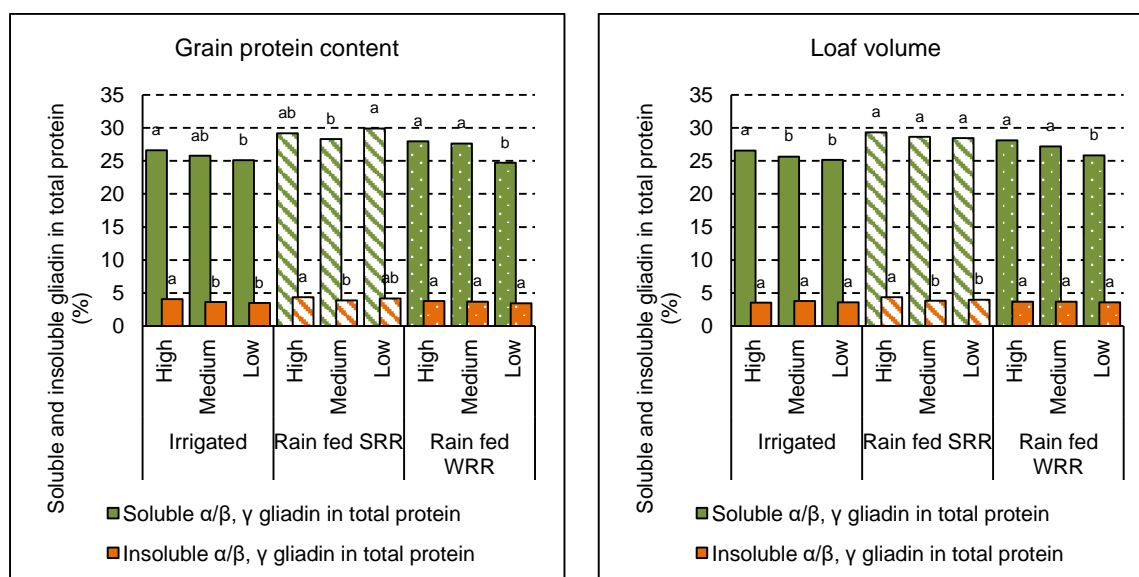 Grain protein content
Soluble and insoluble gliadin in total protein
(%)
35
30
25
20
15
10
5
0
a ab b ab b a a a b
a b b a b ab a a a
High Medium Low High Medium Low High Medium Low
Irrigated Rain fed SRR Rain fed
WRR
Soluble α/β, γ gliadin in total protein
Insoluble α/β, γ gliadin in total protein
Loaf volume
Soluble and insoluble gliadin in total protein
(%)
35
30
25
20
15
10
5
0
a b b a a a a a b
a a a a b b a a a
High Medium Low High Medium Low High Medium Low
Irrigated Rain fed SRR Rain fed
WRR
Soluble α/β, γ gliadin in total protein
Insoluble α/β, γ gliadin in total protein